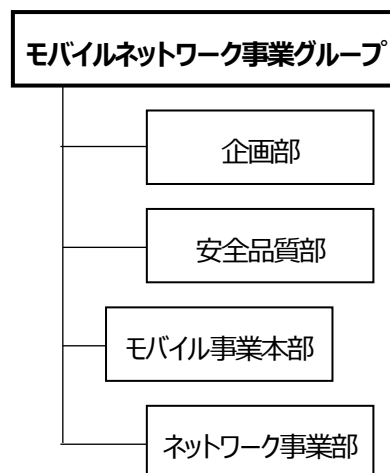 モバイルネットワーク事業グループ
企画部
安全品質部
モバイル事業本部
ネットワーク事業部